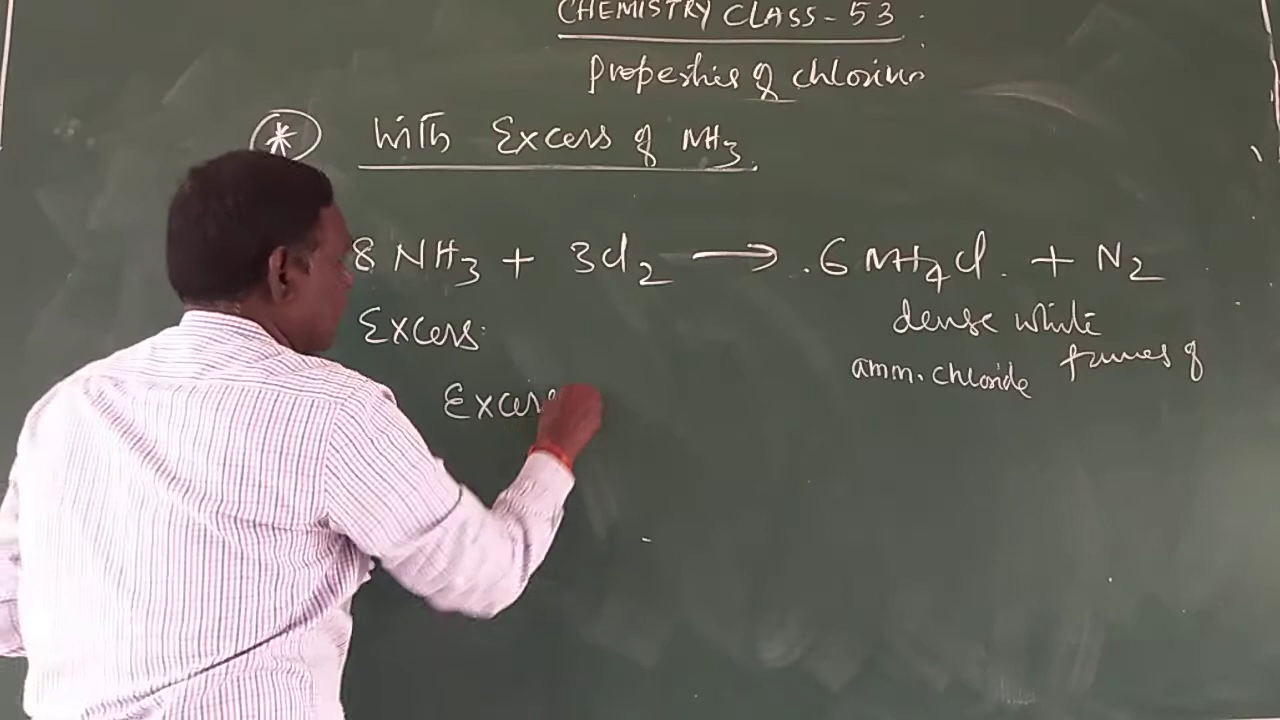 CHEMISTRY CLASS - 53
Properties of chlorine
* With Excess of NH3.
8 NH3 + 3Cl2 → 6 NH4Cl + N2
Excess
dense white
fumes of
amm. chloride
Excess